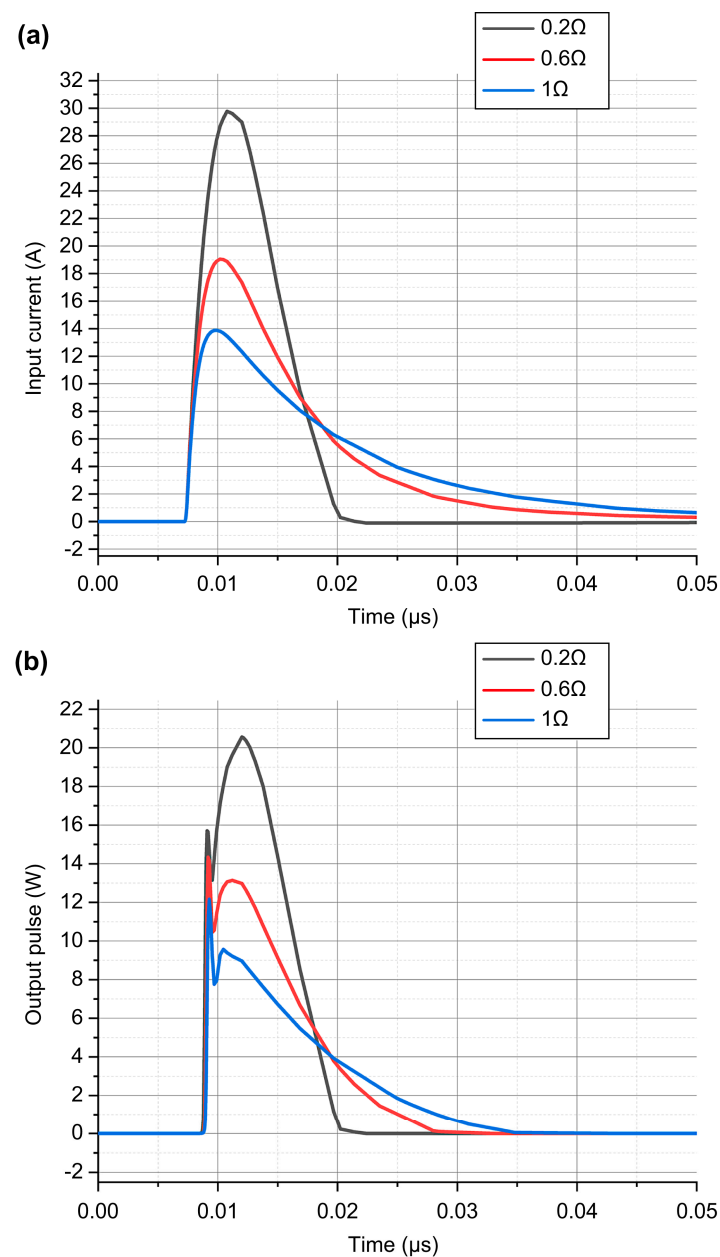 (a)
0.2Ω
0.6Ω
1Ω
32
30
28
26
24
22
20
18
16
14
12
10
8
6
4
2
0
-2
Input current (A)
0.00 0.01 0.02 0.03 0.04 0.05
Time (μs)
(b)
0.2Ω
0.6Ω
1Ω
22
20
18
16
14
12
10
8
6
4
2
0
-2
Output pulse (W)
0.00 0.01 0.02 0.03 0.04 0.05
Time (μs)